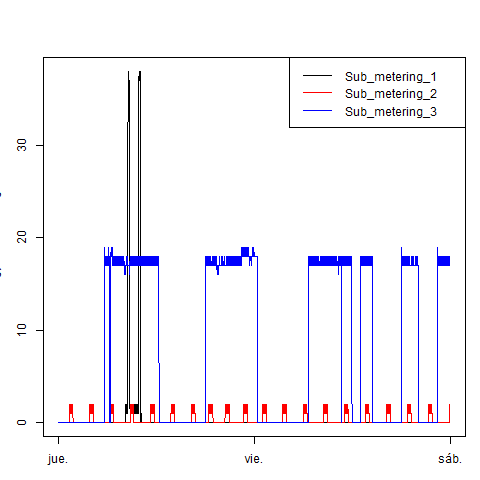 Sub_metering_1
Sub_metering_2
Sub_metering_3
30
20
10
0
jue. vie. sáb.